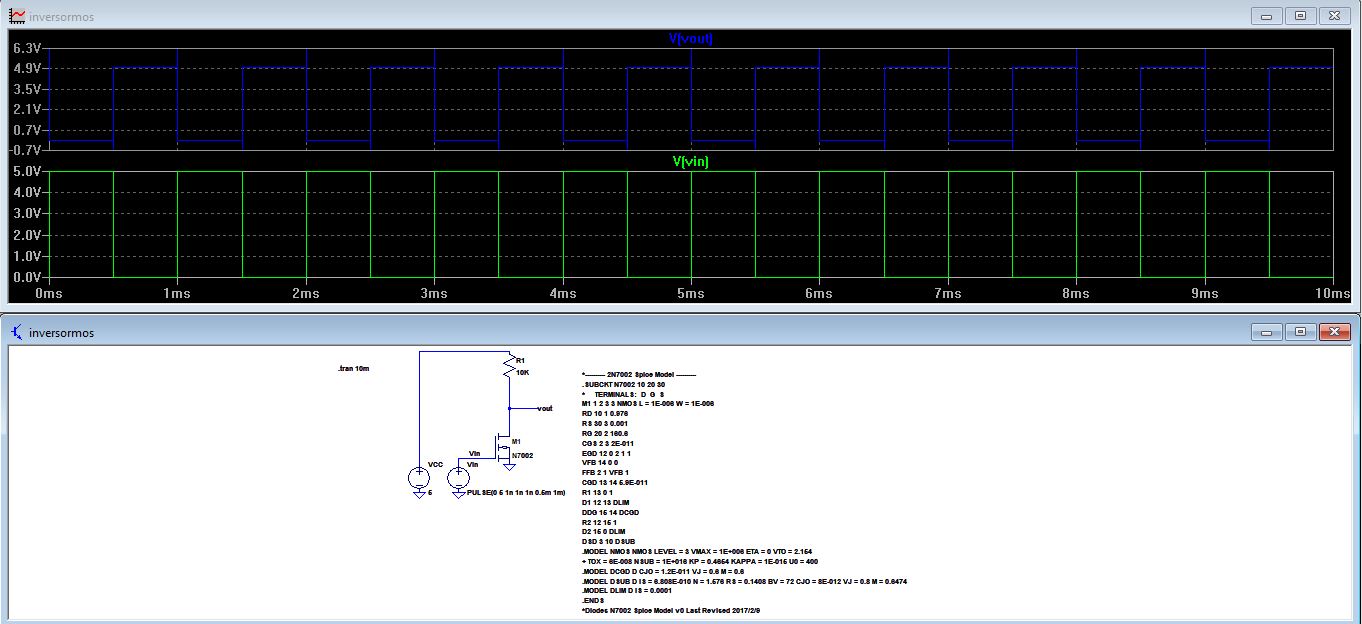 inversormos
V(vout)
6.3V
4.9V
3.5V
2.1V
0.7V
-0.7V
V(vin)
5.0V
4.0V
3.0V
2.0V
1.0V
0.0V
0ms 1ms 2ms 3ms 4ms 5ms 6ms 7ms 8ms 9ms 10ms
inversormos
.tran 10m
R1
10K
vout
M1
N7002
Vin
VCC
Vin
5
PULSE(0 5 1n 1n 1n 0.5m 1m)
*---------- 2N7002 Spice Model ----------
.SUBCKT N7002 10 20 30
* TERMINALS: D G S
M1 1 2 3 3 NMOS L = 1E-006 W = 1E-006
RD 10 1 0.976
RS 30 3 0.001
RG 20 2 160.6
CGS 2 3 2E-011
EGD 12 0 2 1 1
VFB 14 0 0
FFB 2 1 VFB 1
CGD 13 14 5.9E-011
R1 13 0 1
D1 12 13 DLIM
DDG 15 14 DCGD
R2 12 15 1
D2 15 0 DLIM
DSD 3 10 DSUB
.MODEL NMOS NMOS LEVEL = 3 VMAX = 1E+006 ETA = 0 VTO = 2.154
+ TOX = 6E-008 NSUB = 1E+016 KP = 0.4654 KAPPA = 1E-015 U0 = 400
.MODEL DCGD D CJO = 1.2E-011 VJ = 0.6 M = 0.6
.MODEL DSUB D IS = 6.808E-010 N = 1.576 RS = 0.1408 BV = 72 CJO = 8E-012 VJ = 0.8 M = 0.6474
.MODEL DLIM D IS = 0.0001
.ENDS
*Diodes N7002 Spice Model v0 Last Revised 2017/2/9